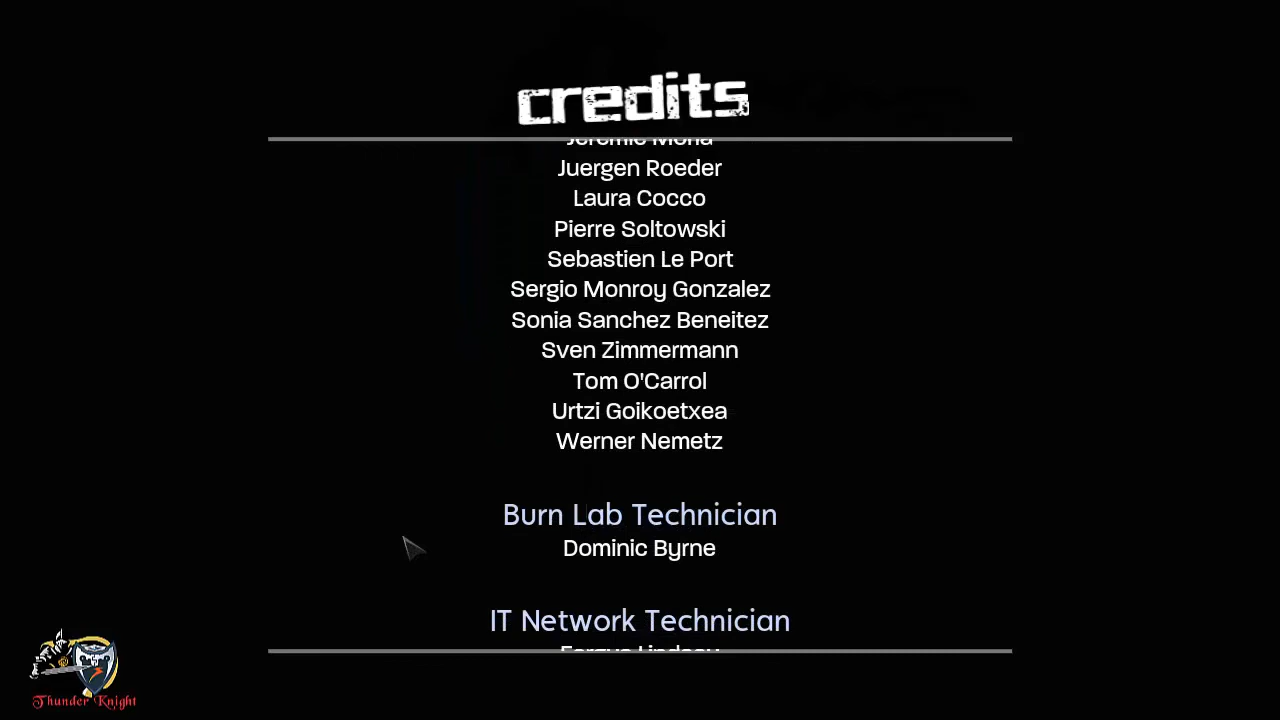 credits
Juergen Roeder
Laura Cocco
Pierre Soltowski
Sebastien Le Port
Sergio Monroy Gonzalez
Sonia Sanchez Beneitez
Sven Zimmermann
Tom O'Carrol
Urtzi Goikoetxea
Werner Nemetz
Burn Lab Technician
Dominic Byrne
IT Network Technician
Thunder Knight